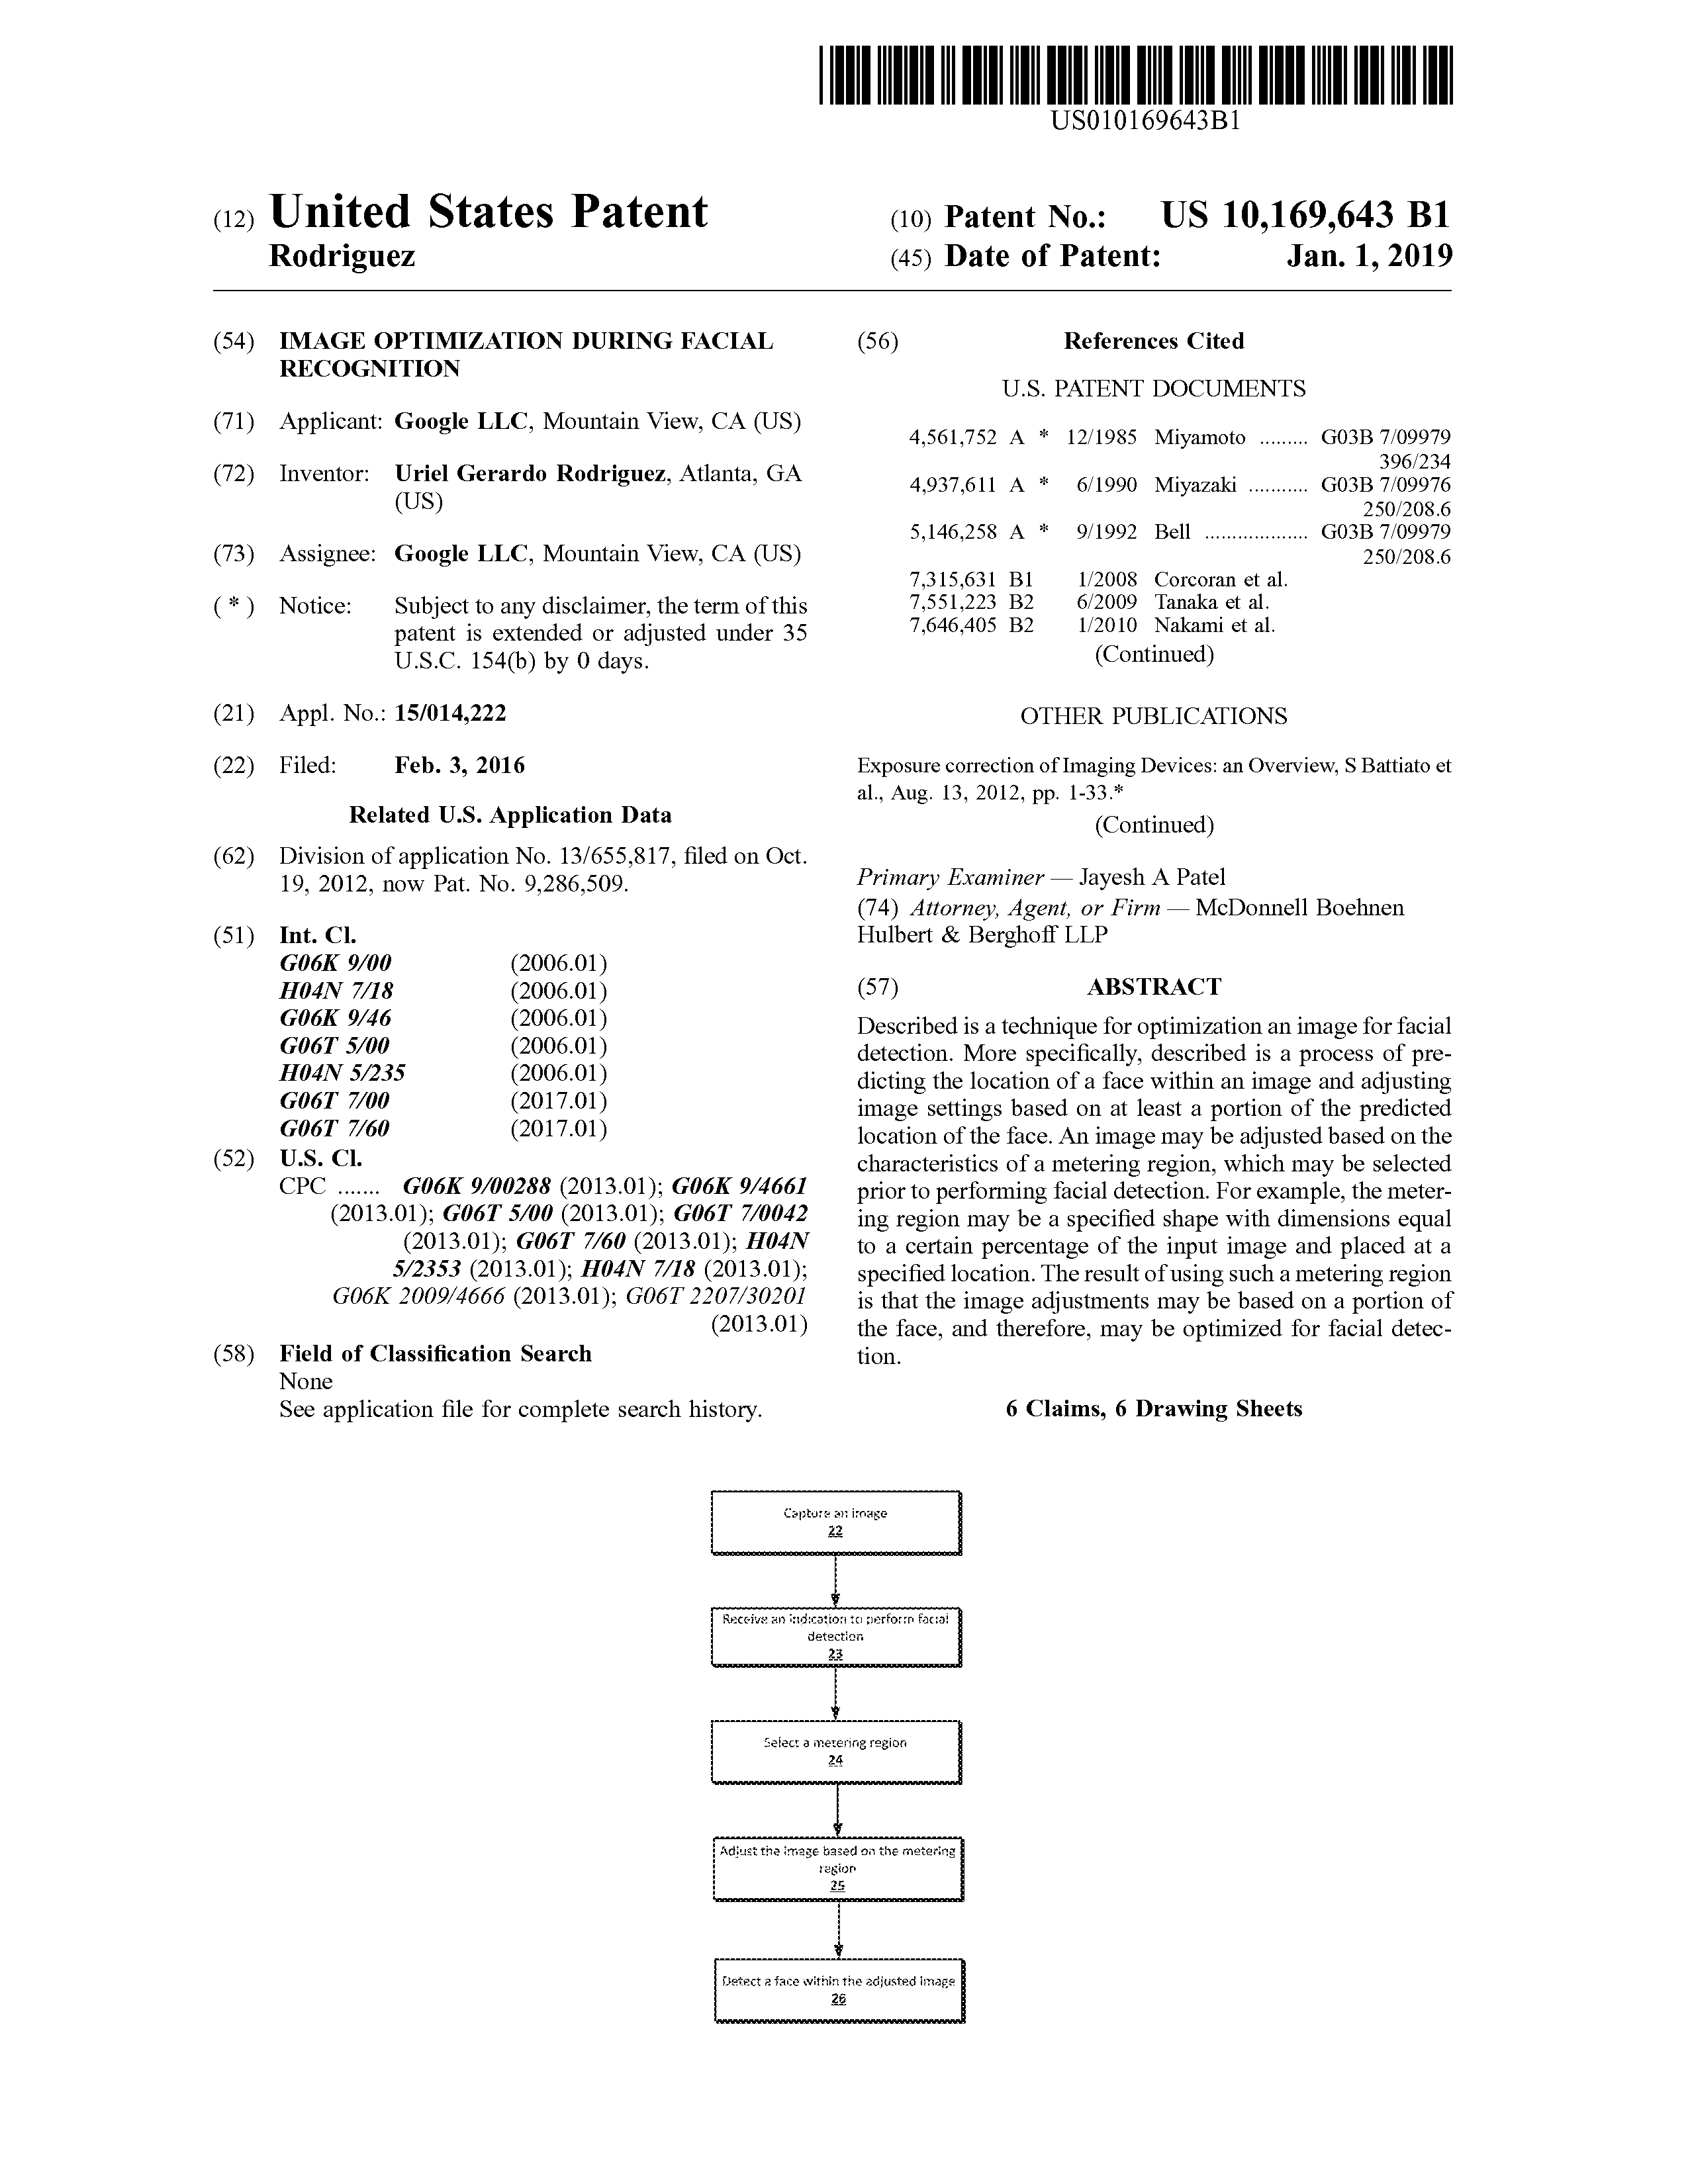 US010169643B1
(12) United States Patent
Rodriguez
(10) Patent No.: US 10,169,643 B1
(45) Date of Patent: Jan. 1, 2019
(54) IMAGE OPTIMIZATION DURING FACIAL
RECOGNITION
(71) Applicant: Google LLC, Mountain View, CA (US)
(72) Inventor: Uriel Gerardo Rodriguez, Atlanta, GA
(US)
(73) Assignee: Google LLC, Mountain View, CA (US)
( * ) Notice: Subject to any disclaimer, the term of this
patent is extended or adjusted under 35
U.S.C. 154(b) by 0 days.
(21) Appl. No.: 15/014,222
(22) Filed: Feb. 3, 2016
Related U.S. Application Data
(62) Division of application No. 13/655,817, filed on Oct.
19, 2012, now Pat. No. 9,286,509.
(51) Int. Cl.
G06K 9/00 (2006.01)
H04N 7/18 (2006.01)
G06K 9/46 (2006.01)
G06T 5/00 (2006.01)
H04N 5/235 (2006.01)
G06T 7/00 (2017.01)
G06T 7/60 (2017.01)
(52) U.S. Cl.
CPC ....... G06K 9/00288 (2013.01); G06K 9/4661
(2013.01); G06T 5/00 (2013.01); G06T 7/0042
(2013.01); G06T 7/60 (2013.01); H04N
5/2353 (2013.01); H04N 7/18 (2013.01);
G06K 2009/4666 (2013.01); G06T 2207/30201
(2013.01)
(58) Field of Classification Search
None
See application file for complete search history.
(56) References Cited
U.S. PATENT DOCUMENTS
4,561,752 A * 12/1985 Miyamoto ......... G03B 7/09979
396/234
4,937,611 A * 6/1990 Miyazaki ........... G03B 7/09976
250/208.6
5,146,258 A * 9/1992 Bell ................... G03B 7/09979
250/208.6
7,315,631 B1 1/2008 Corcoran et al.
7,551,223 B2 6/2009 Tanaka et al.
7,646,405 B2 1/2010 Nakami et al.
(Continued)
OTHER PUBLICATIONS
Exposure correction of Imaging Devices: an Overview, S Battiato et
al., Aug. 13, 2012, pp. 1-33.*
(Continued)
Primary Examiner — Jayesh A Patel
(74) Attorney, Agent, or Firm — McDonnell Boehnen
Hulbert & Berghoff LLP
(57) ABSTRACT
Described is a technique for optimization an image for facial
detection. More specifically, described is a process of pre-
dicting the location of a face within an image and adjusting
image settings based on at least a portion of the predicted
location of the face. An image may be adjusted based on the
characteristics of a metering region, which may be selected
prior to performing facial detection. For example, the meter-
ing region may be a specified shape with dimensions equal
to a certain percentage of the input image and placed at a
specified location. The result of using such a metering region
is that the image adjustments may be based on a portion of
the face, and therefore, may be optimized for facial detec-
tion.
6 Claims, 6 Drawing Sheets
Capture an image
22
Receive an indication to perform facial
detection
23
Select a metering region
24
Adjust the image based on the metering
region
25
Detect a face within the adjusted image
26